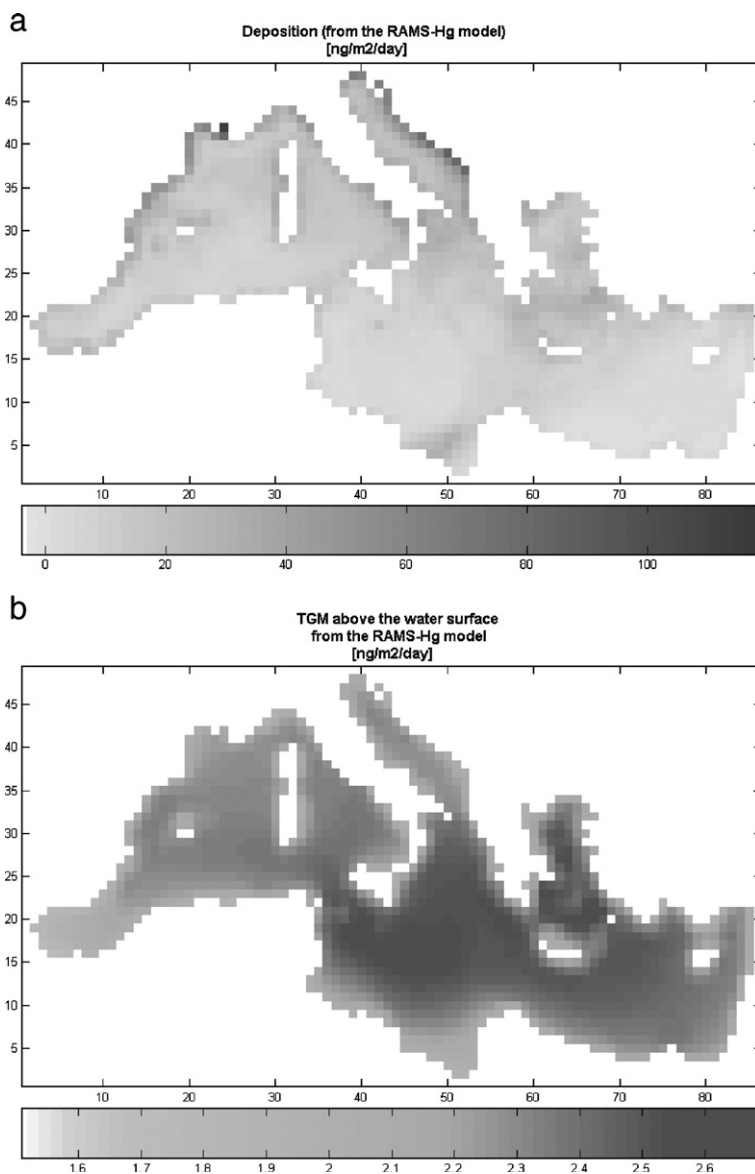 a
Deposition (from the RAMS-Hg model)
[ng/m2/day]
45
40
35
30
25
20
15
10
5
10 20 30 40 50 60 70 80
0 20 40 60 80 100
b
TGM above the water surface
from the RAMS-Hg model
[ng/m2/day]
45
40
35
30
25
20
15
10
5
10 20 30 40 50 60 70 80
1.6 1.7 1.8 1.9 2 2.1 2.2 2.3 2.4 2.5 2.6